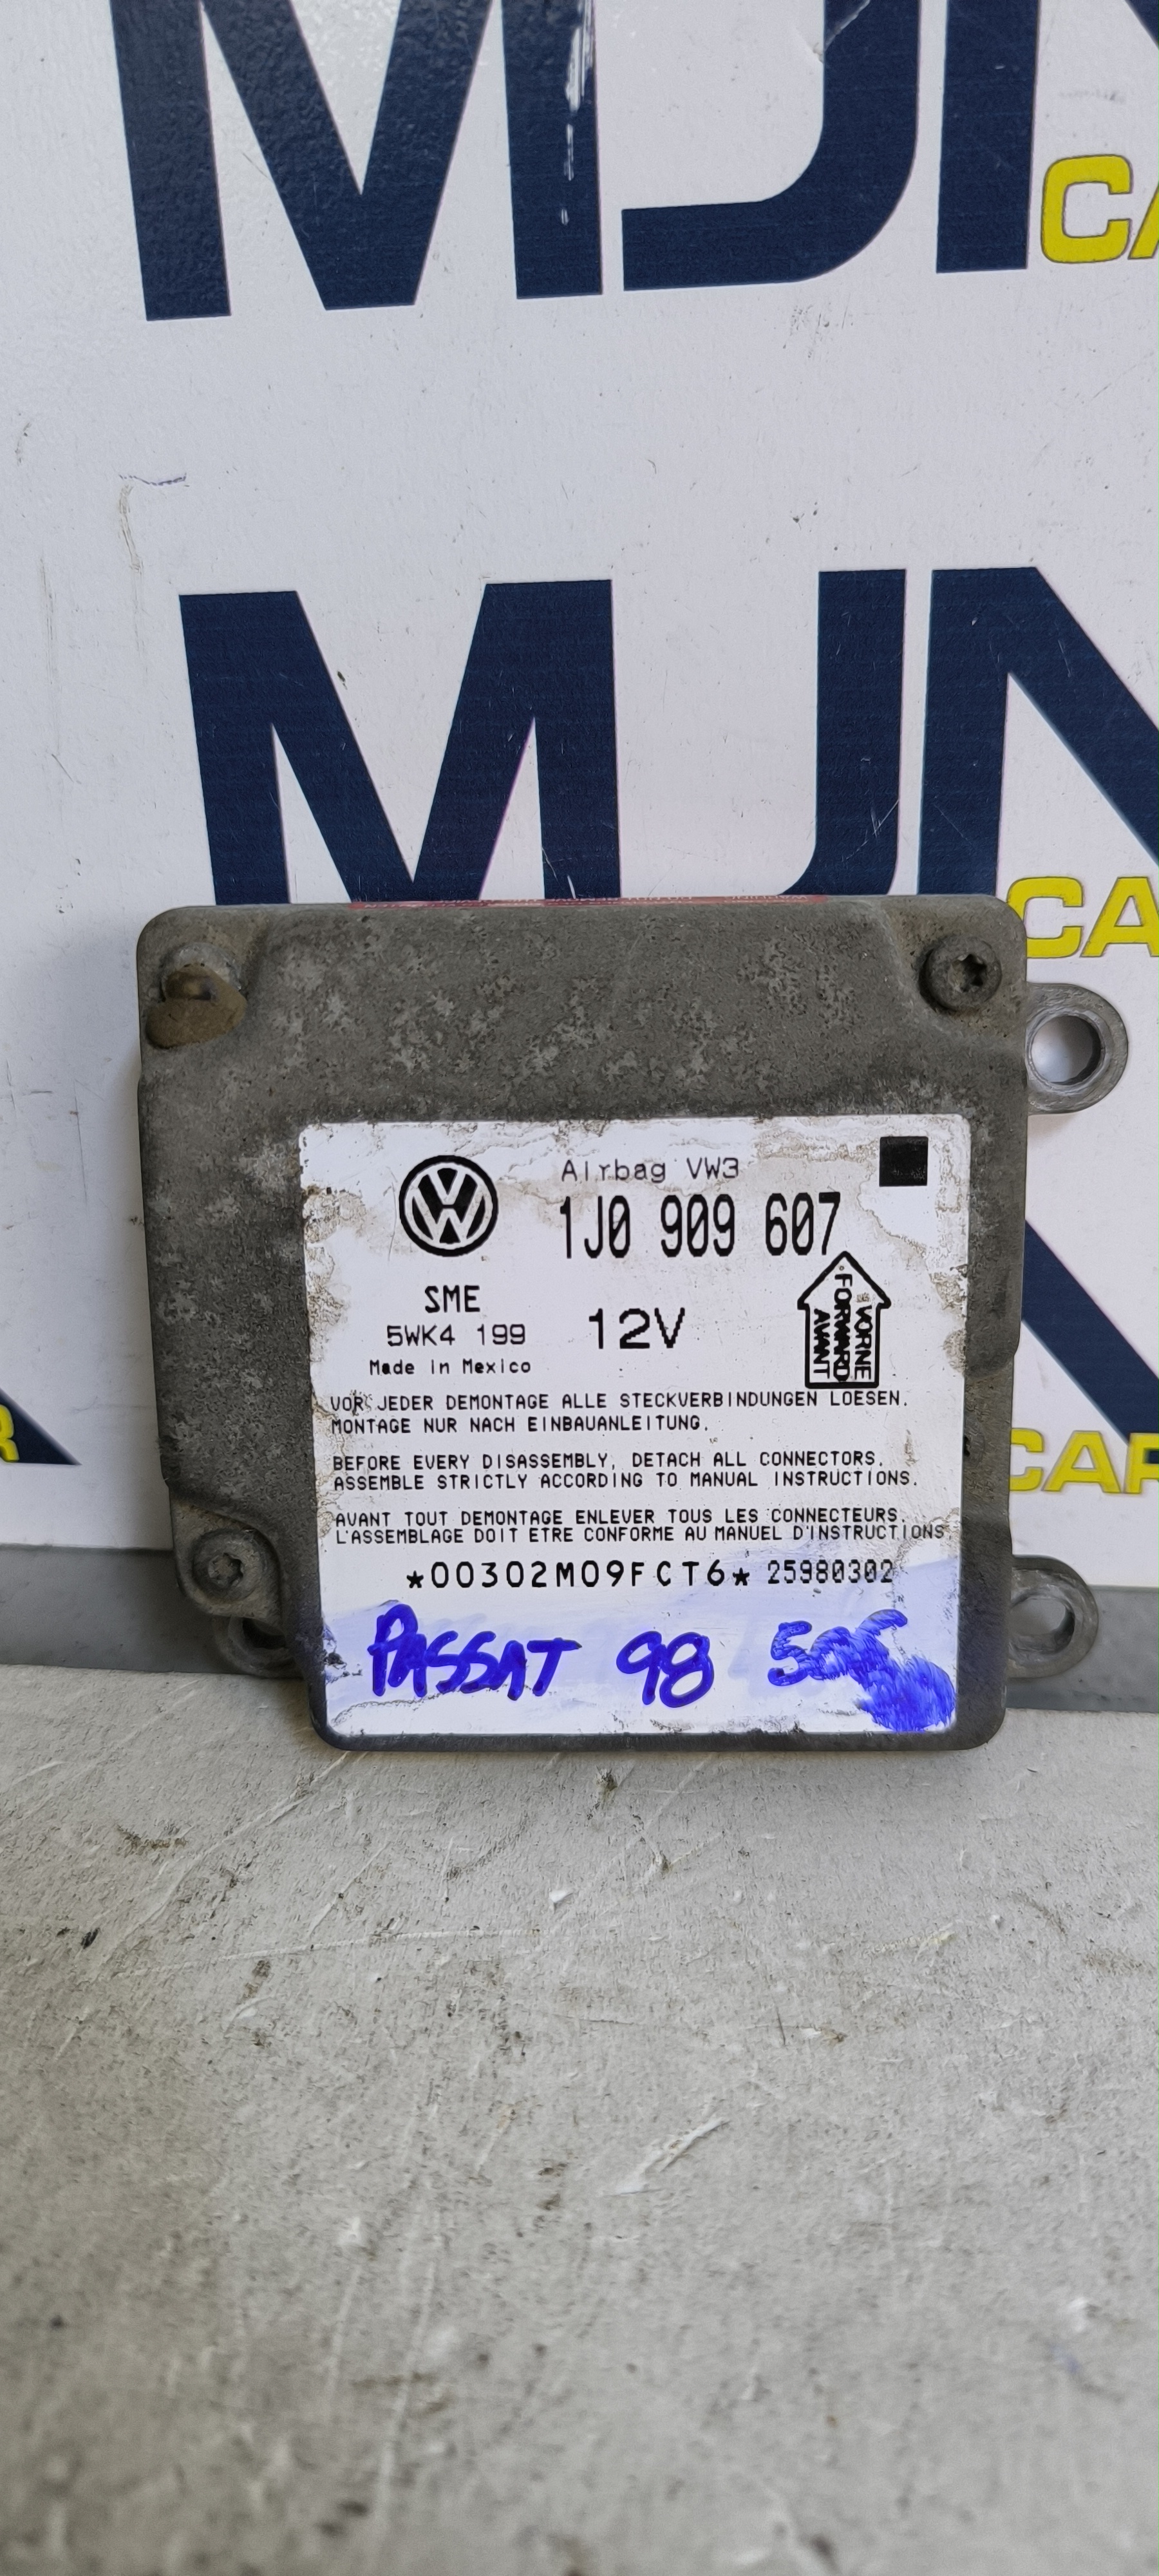 MJN
CA
MJN
CA
Airbag VW3
1J0 909 607
SME
5WK4 199
12V
Made in Mexico
VORNE
FORWARD
AVANT
VOR JEDER DEMONTAGE ALLE STECKVERBINDUNGEN LOESEN.
MONTAGE NUR NACH EINBAUANLEITUNG.
BEFORE EVERY DISASSEMBLY, DETACH ALL CONNECTORS.
ASSEMBLE STRICTLY ACCORDING TO MANUAL INSTRUCTIONS.
AVANT TOUT DEMONTAGE ENLEVER TOUS LES CONNECTEURS.
L'ASSEMBLAGE DOIT ETRE CONFORME AU MANUEL D'INSTRUCTIONS
*00302M09FCT6* 25980302
PASSAT 98
CAR
R